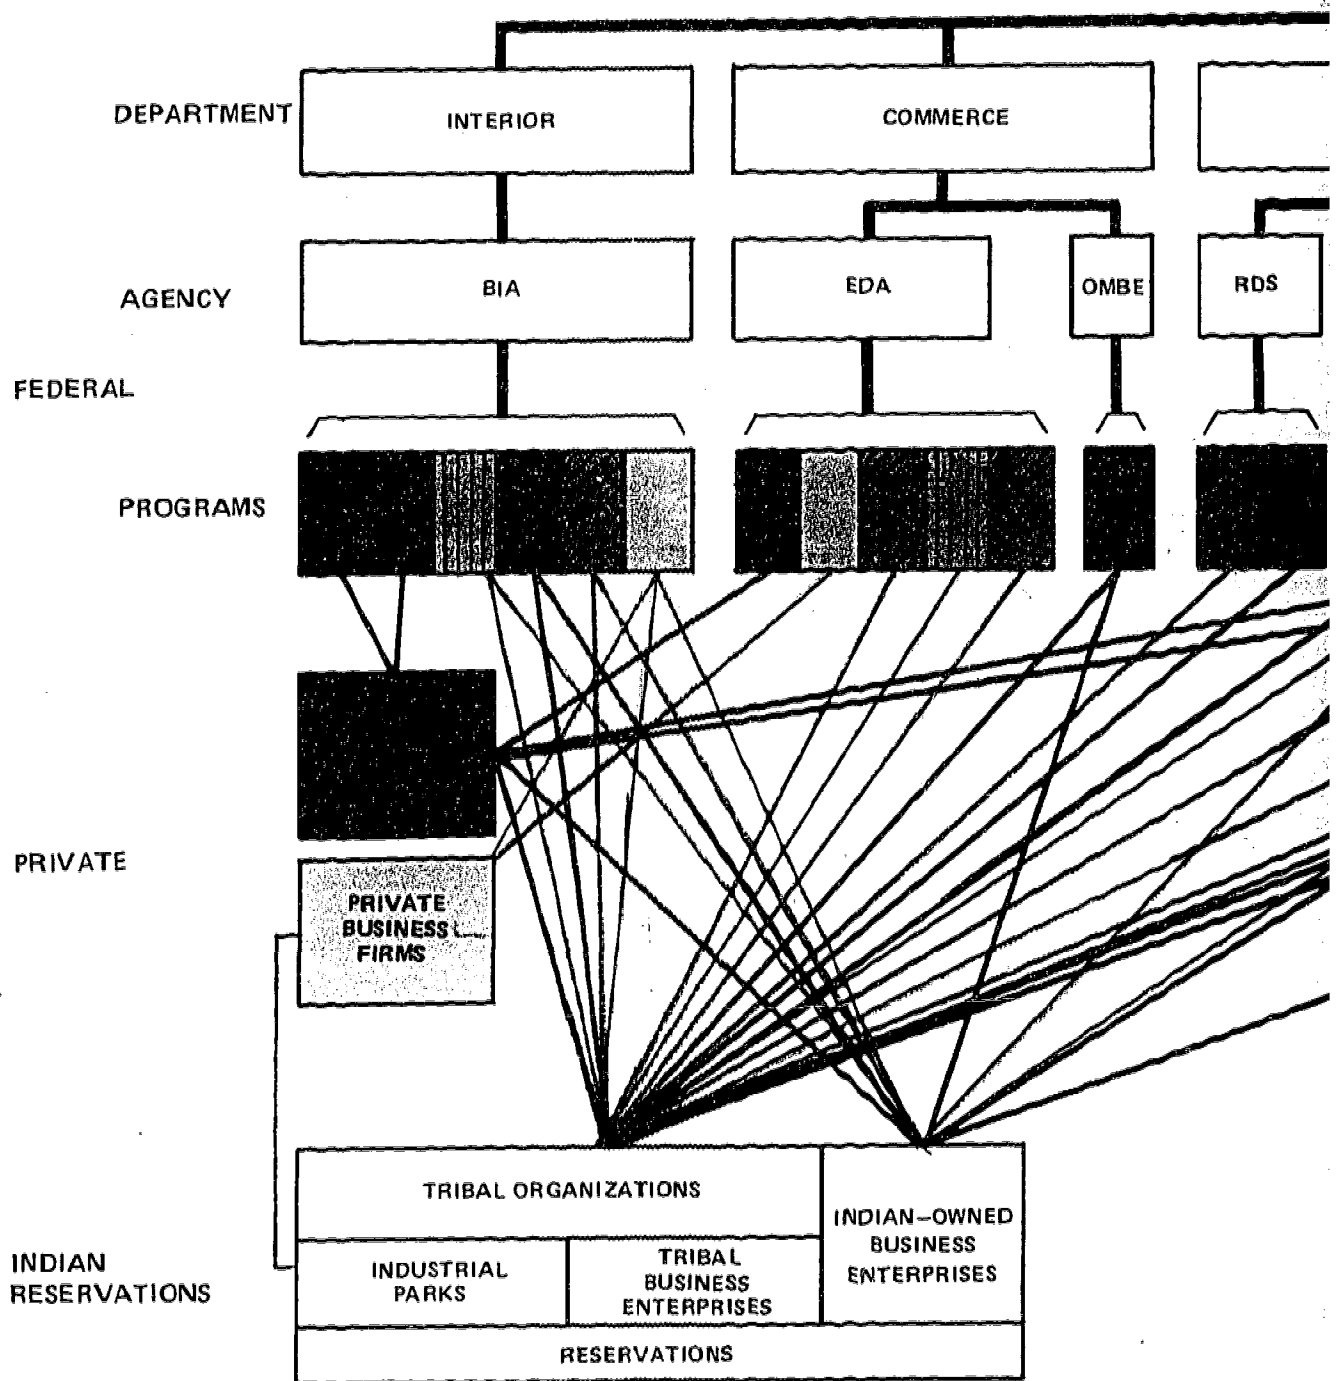 DEPARTMENT
INTERIOR
COMMERCE
AGENCY
BIA
EDA
OMBE
RDS
FEDERAL
PROGRAMS
PRIVATE
PRIVATE
BUSINESS
FIRMS
TRIBAL ORGANIZATIONS
INDIAN-OWNED
BUSINESS
ENTERPRISES
INDIAN
RESERVATIONS
INDUSTRIAL
PARKS
TRIBAL
BUSINESS
ENTERPRISES
RESERVATIONS